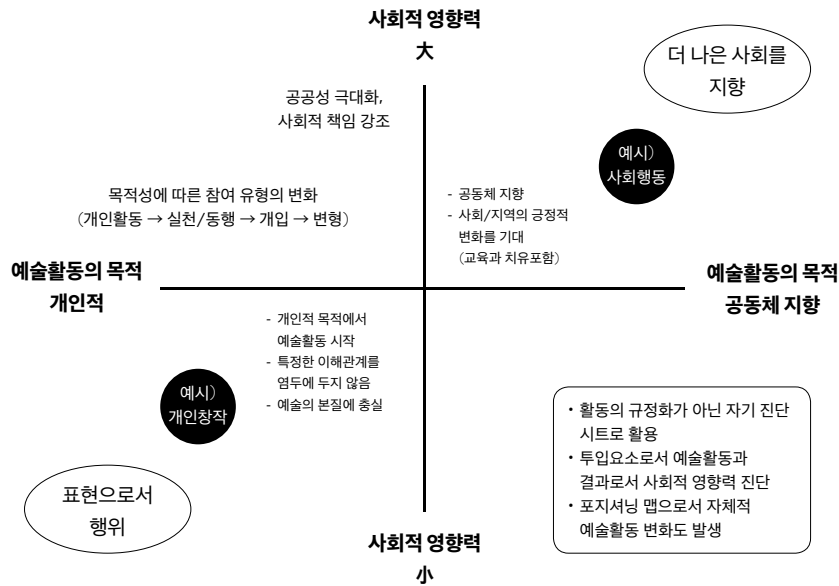 사회적 영향력
大
더 나은 사회를
지향
공공성 극대화,
사회적 책임 강조
예시)
사회행동
목적성에 따른 참여 유형의 변화
(개인활동 → 실천/동행 → 개입 → 변형)
- 공동체 지향
- 사회/지역의 긍정적
변화를 기대
(교육과 치유포함)
예술활동의 목적
개인적
예술활동의 목적
공동체 지향
- 개인적 목적에서
예술활동 시작
- 특정한 이해관계를
염두에 두지 않음
- 예술의 본질에 충실
예시)
개인창작
• 활동의 규정화가 아닌 자기 진단
시트로 활용
• 투입요소로서 예술활동과
결과로서 사회적 영향력 진단
• 포지셔닝 맵으로서 자체적
예술활동 변화도 발생
표현으로서
행위
사회적 영향력
小